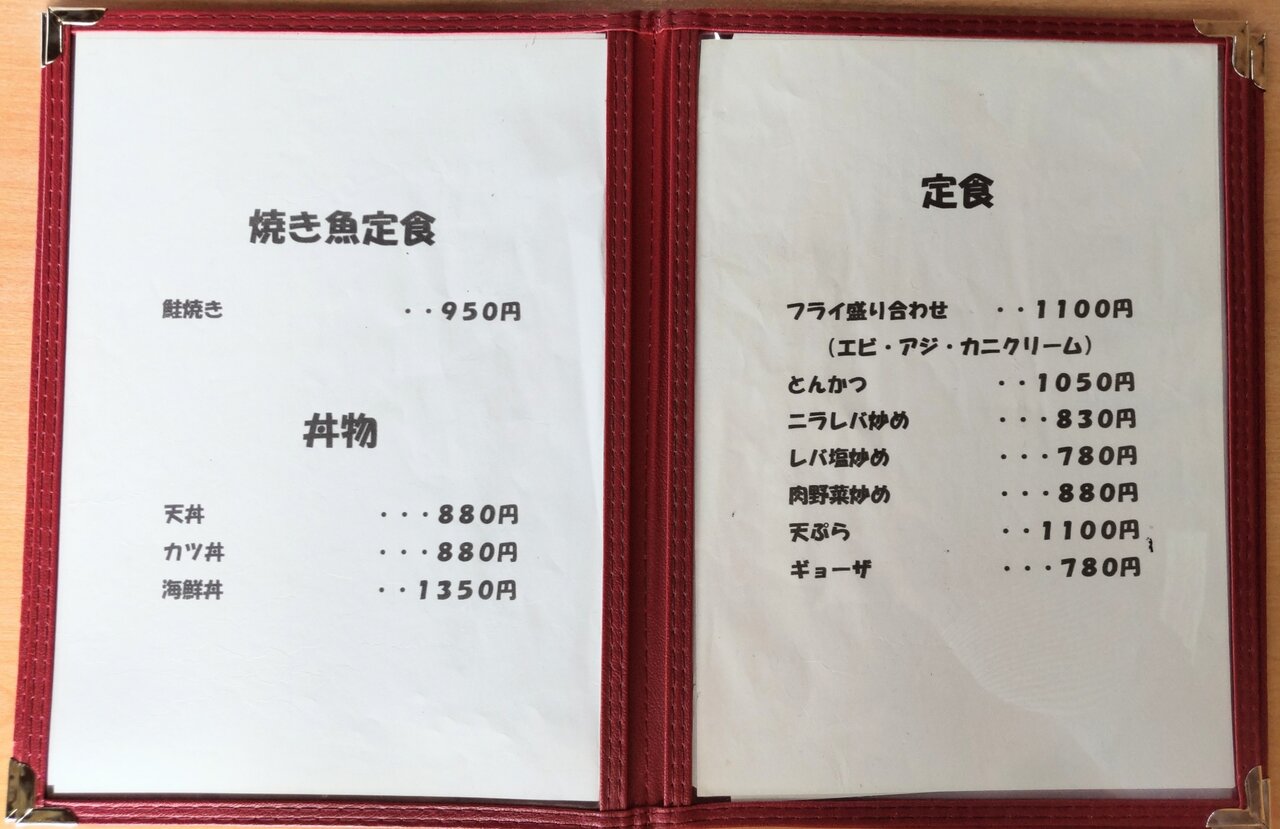 焼き魚定食
鮭焼き ・・950円
丼物
天丼 ・・・880円
カツ丼 ・・・880円
海鮮丼 ・・1350円
定食
フライ盛り合わせ ・・1100円
（エビ・アジ・カニクリーム）
とんかつ ・・1050円
ニラレバ炒め ・・・830円
レバ塩炒め ・・・780円
肉野菜炒め ・・・880円
天ぷら ・・1100円
ギョーザ ・・・780円